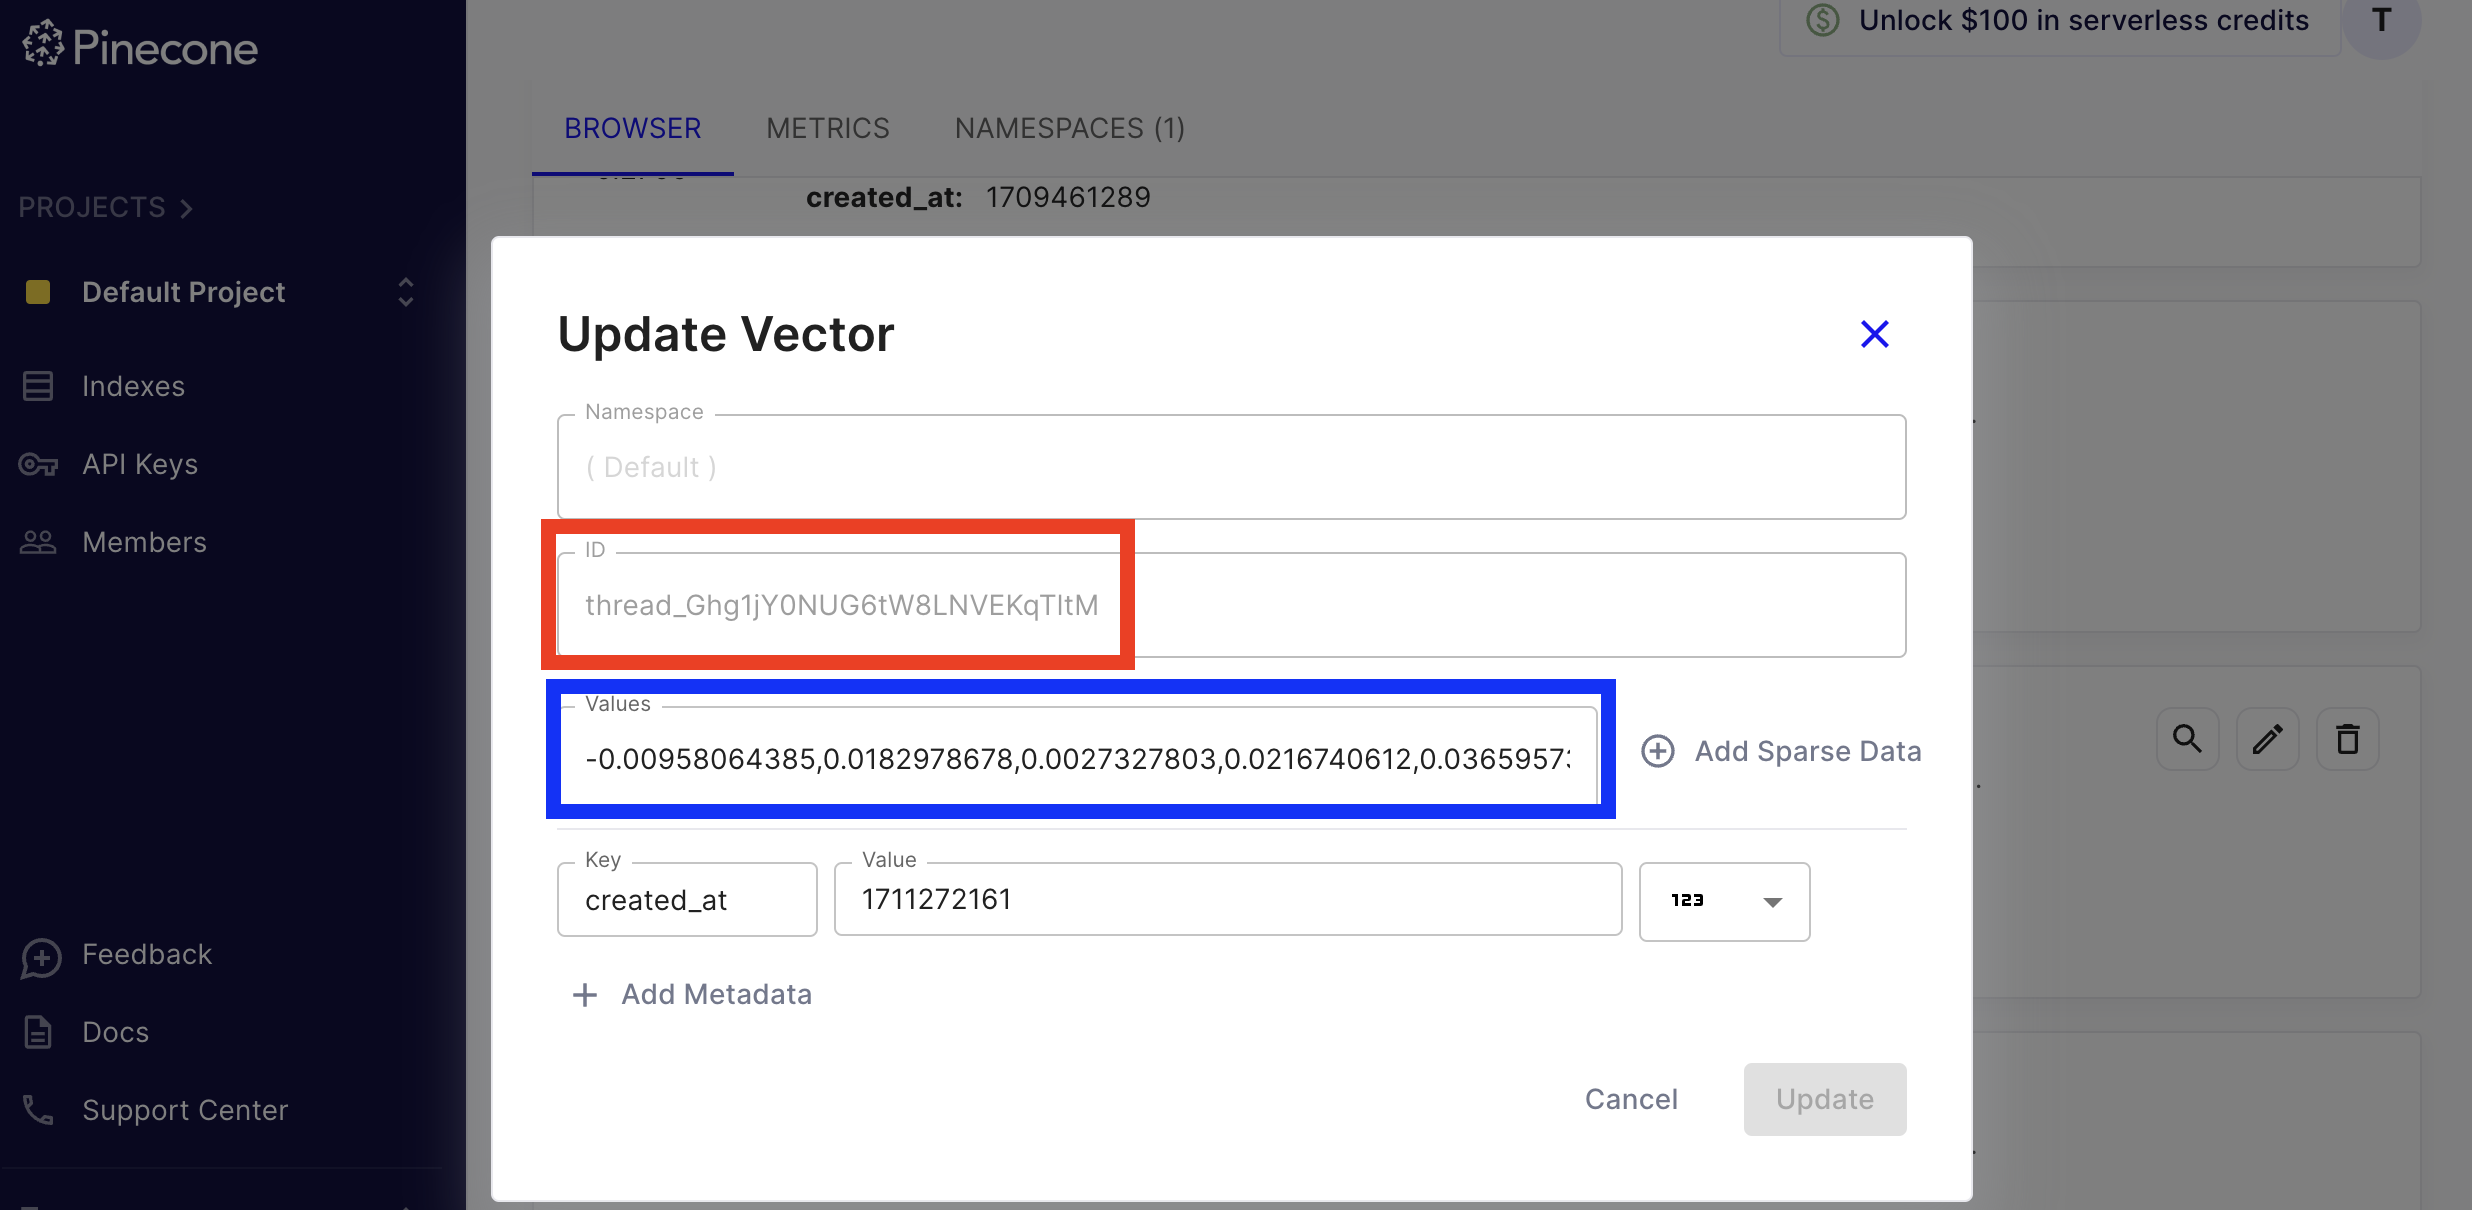 Pinecone
Unlock $100 in serverless credits
T
BROWSER
METRICS
NAMESPACES (1)
created_at: 1709461289
PROJECTS
Default Project
Indexes
API Keys
Members
Feedback
Docs
Support Center
Update Vector
Namespace
( Default )
ID
thread_Ghg1jY0NUG6tW8LNVEKqTltM
Values
-0.00958064385,0.0182978678,0.0027327803,0.0216740612,0.0365957
Add Sparse Data
Key
created_at
Value
1711272161
123
Add Metadata
Cancel
Update